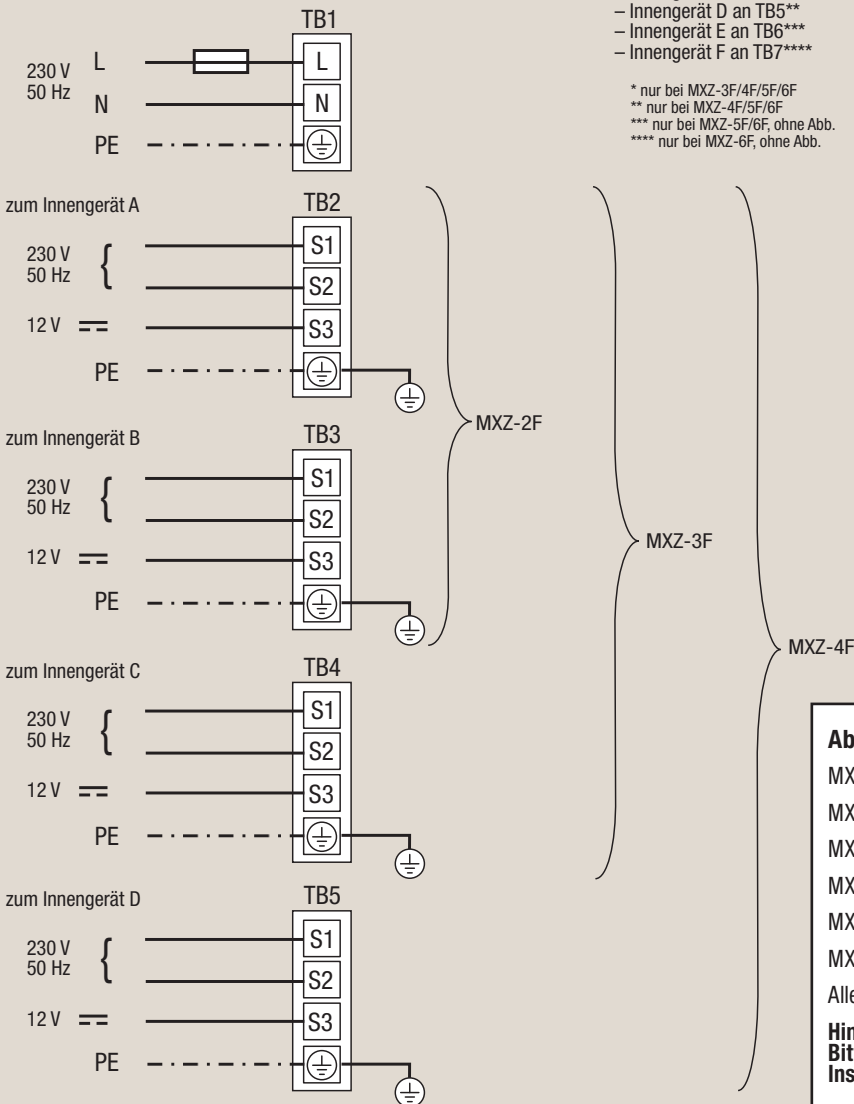 – Innengerät D an TB5**
– Innengerät E an TB6***
– Innengerät F an TB7****
* nur bei MXZ-3F/4F/5F/6F
** nur bei MXZ-4F/5F/6F
*** nur bei MXZ-5F/6F, ohne Abb.
**** nur bei MXZ-6F, ohne Abb.
TB1
230 V
50 Hz
L
L
N
N
PE
zum Innengerät A
TB2
230 V
50 Hz
S1
S2
12 V
S3
PE
MXZ-2F
zum Innengerät B
TB3
230 V
50 Hz
S1
S2
12 V
S3
PE
MXZ-3F
zum Innengerät C
TB4
230 V
50 Hz
S1
S2
12 V
S3
PE
MXZ-4F
zum Innengerät D
TB5
230 V
50 Hz
S1
S2
12 V
S3
PE